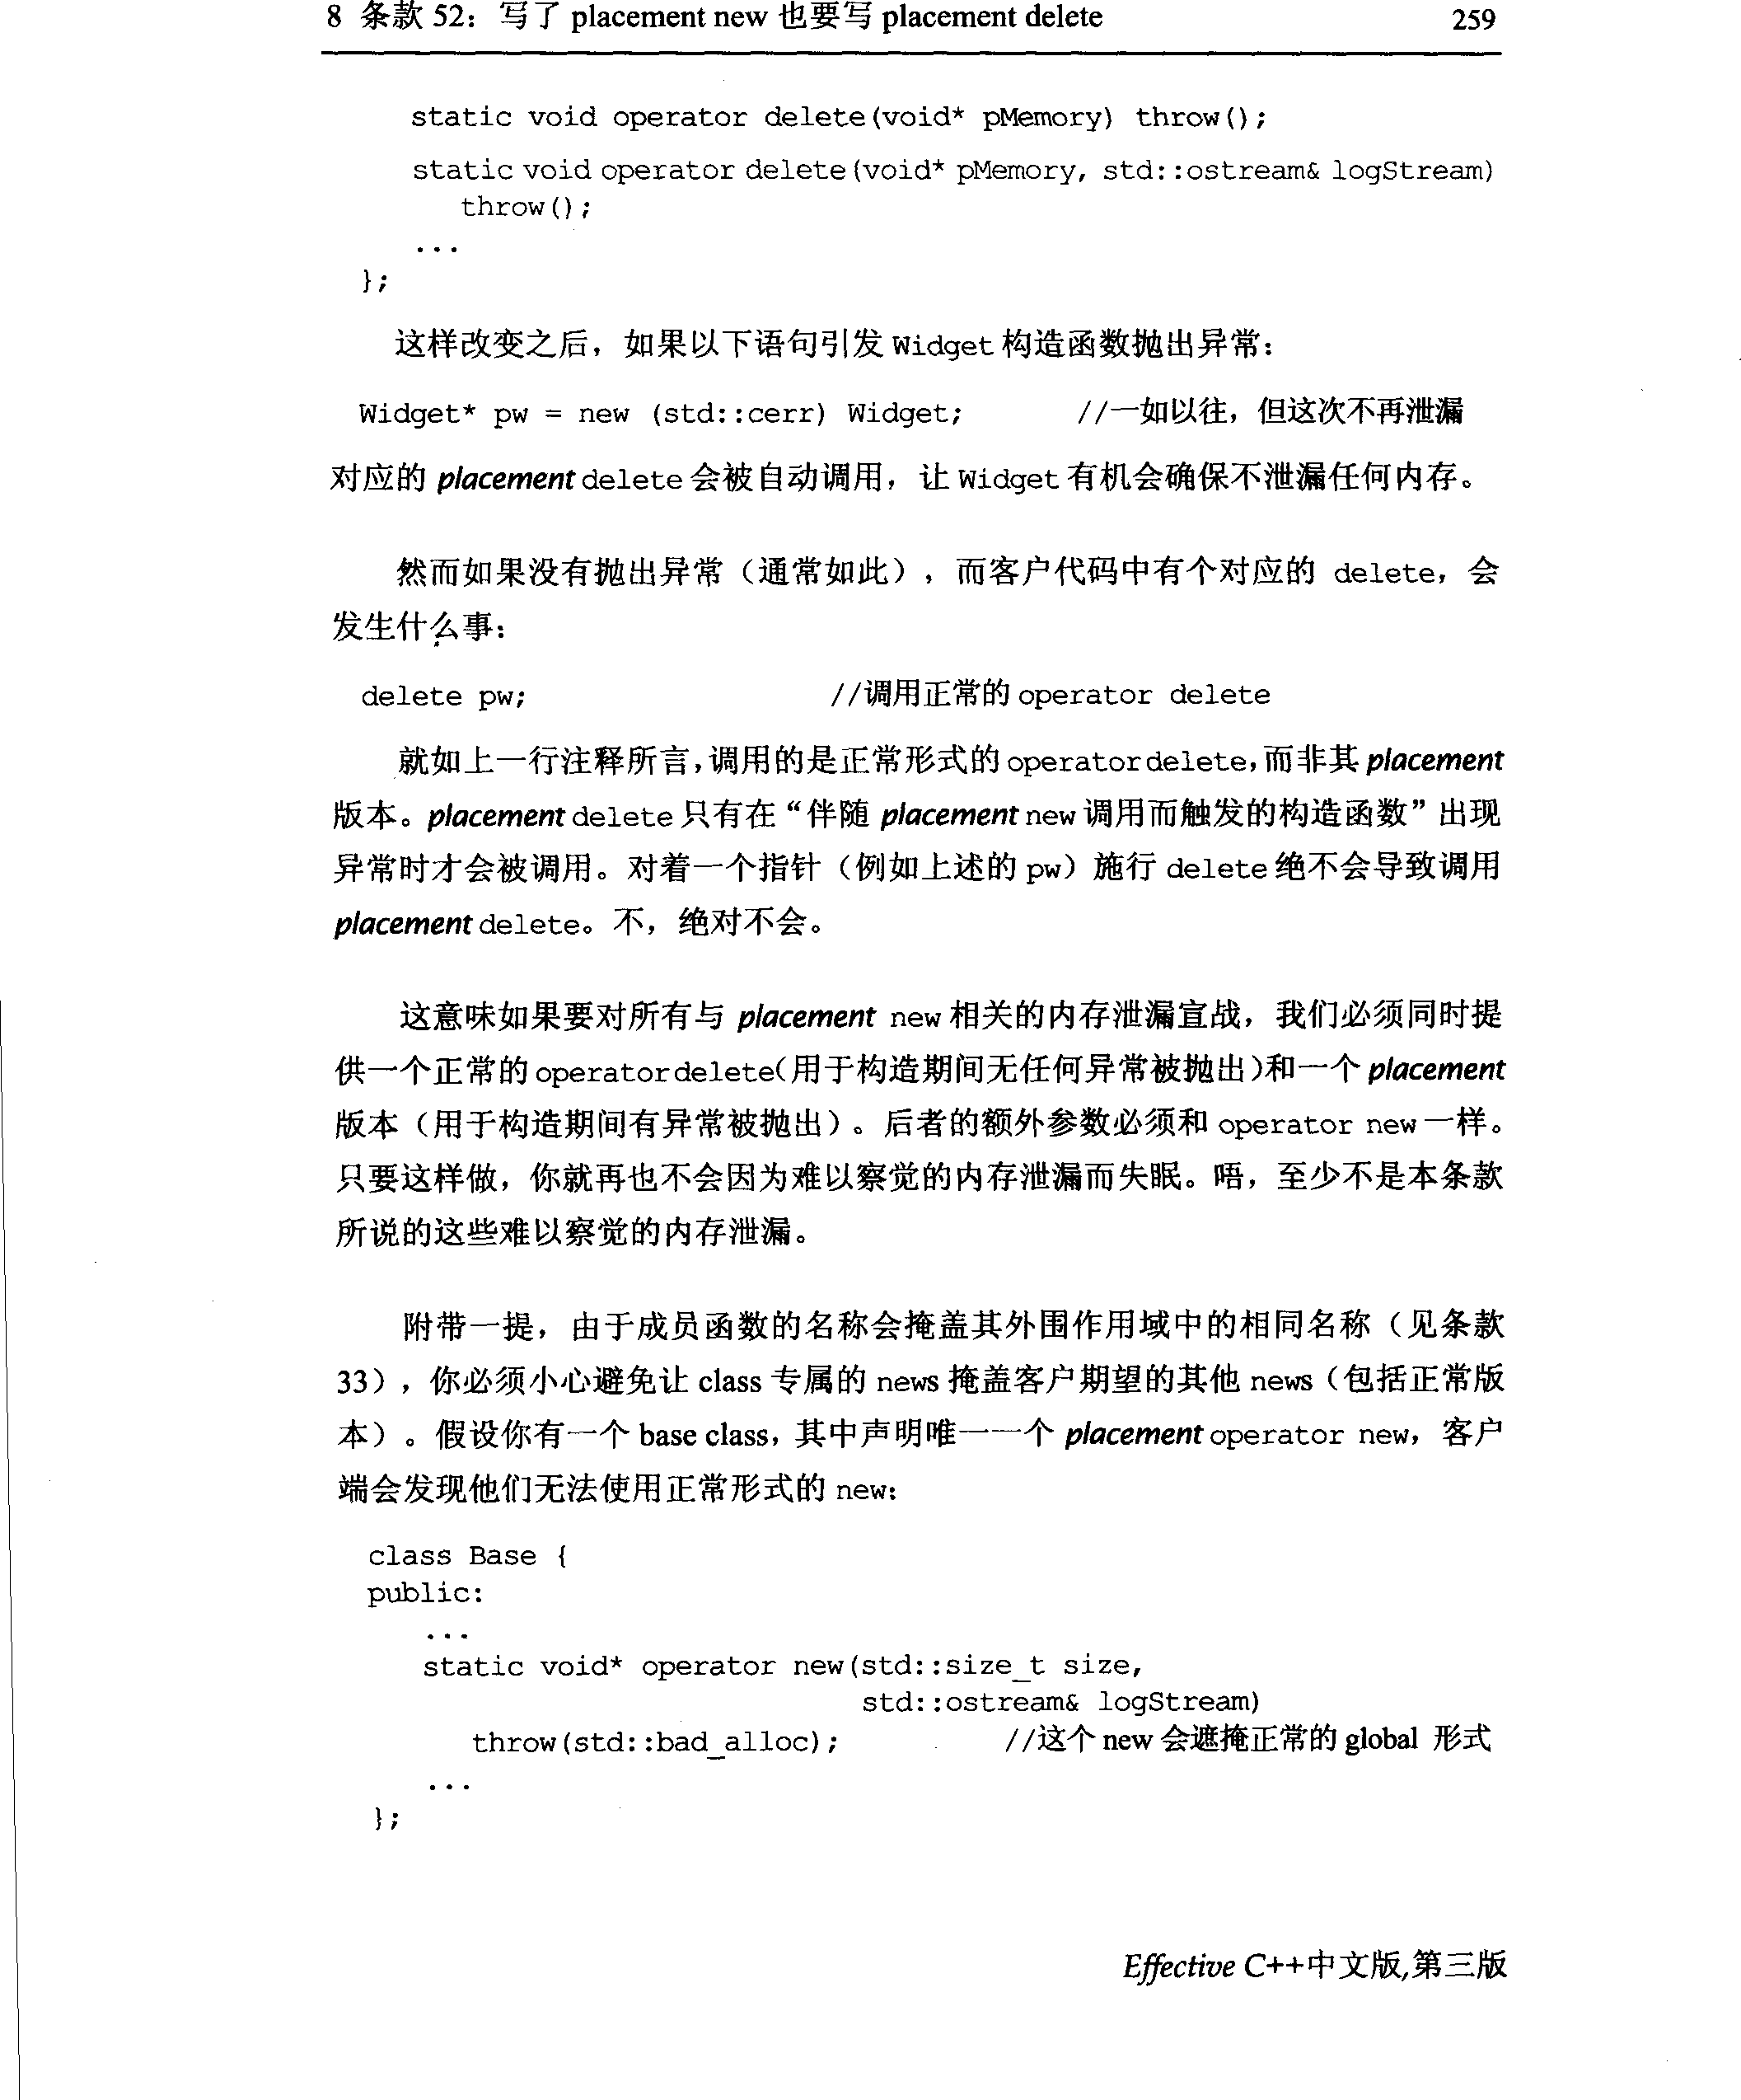 8 条款 52：写了 placement new 也要写 placement delete 259
static void operator delete(void* pMemory) throw();
static void operator delete(void* pMemory, std::ostream& logStream)
throw();
...
};
这样改变之后，如果以下语句引发 Widget 构造函数抛出异常：
Widget* pw = new (std::cerr) Widget; //一如以往，但这次不再泄漏
对应的 placement delete 会被自动调用，让 Widget 有机会确保不泄漏任何内存。
然而如果没有抛出异常（通常如此），而客户代码中有个对应的 delete，会
发生什么事：
delete pw; //调用正常的 operator delete
就如上一行注释所言，调用的是正常形式的 operator delete，而非其 placement
版本。placement delete 只有在“伴随 placement new 调用而触发的构造函数”出现
异常时才会被调用。对着一个指针（例如上述的 pw）施行 delete 绝不会导致调用
placement delete。不，绝对不会。
这意味如果要对所有与 placement new 相关的内存泄漏宣战，我们必须同时提
供一个正常的 operator delete（用于构造期间无任何异常被抛出）和一个 placement
版本（用于构造期间有异常被抛出）。后者的额外参数必须和 operator new 一样。
只要这样做，你就再也不会因为难以察觉的内存泄漏而失眠。唔，至少不是本条款
所说的这些难以察觉的内存泄漏。
附带一提，由于成员函数的名称会掩盖其外围作用域中的相同名称（见条款
33），你必须小心避免让 class 专属的 news 掩盖客户期望的其他 news（包括正常版
本）。假设你有一个 base class，其中声明唯一一个 placement operator new，客户
端会发现他们无法使用正常形式的 new：
class Base {
public:
...
static void* operator new(std::size_t size,
std::ostream& logStream)
throw(std::bad_alloc); //这个 new 会遮掩正常的 global 形式
...
};
Effective C++中文版,第三版